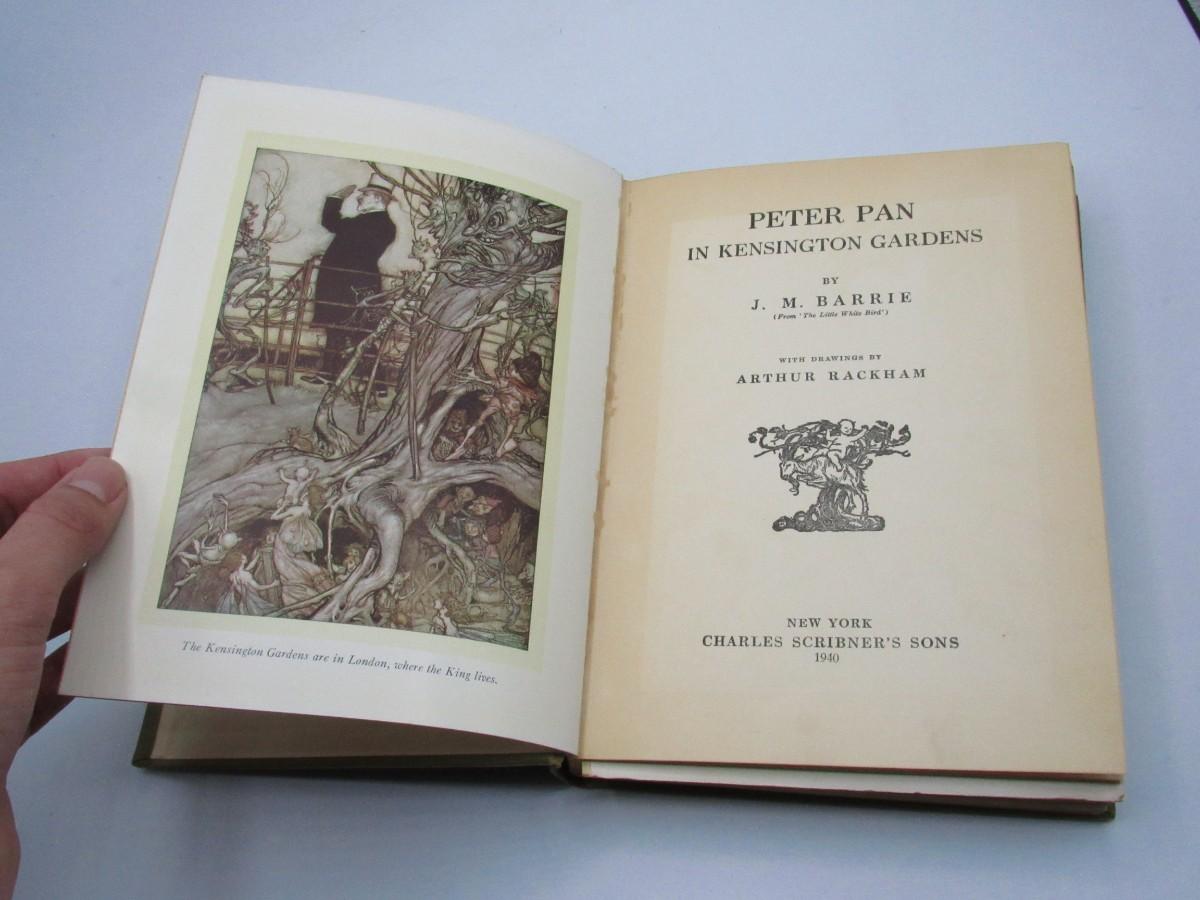 The Kensington Gardens are in London, where the King lives.
PETER PAN
IN KENSINGTON GARDENS
BY
J. M. BARRIE
(From 'The Little White Bird')
WITH DRAWINGS BY
ARTHUR RACKHAM
NEW YORK
CHARLES SCRIBNER'S SONS
1940